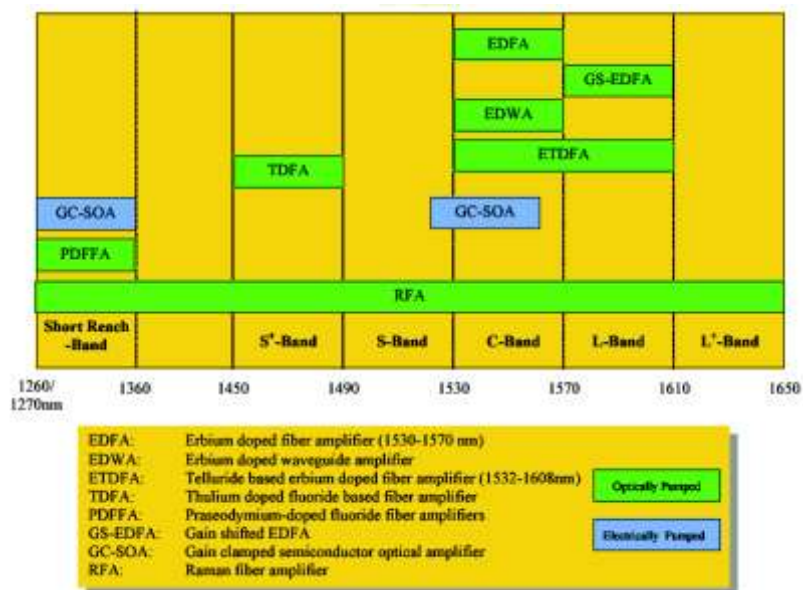 EDFA
GS-EDFA
EDWA
ETDFA
TDFA
GC-SOA
GC-SOA
PDFFA
RFA
Short Reach
-Band
S⁺-Band
S-Band
C-Band
L-Band
L⁺-Band
1260/
1270nm
1360
1450
1490
1530
1570
1610
1650
EDFA: Erbium doped fiber amplifier (1530-1570 nm)
EDWA: Erbium doped waveguide amplifier
ETDFA: Telluride based erbium doped fiber amplifier (1532-1608nm)
TDFA: Thulium doped fluoride based fiber amplifier
PDFFA: Praseodymium-doped fluoride fiber amplifiers
GS-EDFA: Gain shifted EDFA
GC-SOA: Gain clamped semiconductor optical amplifier
RFA: Raman fiber amplifier
Optically Pumped
Electrically Pumped